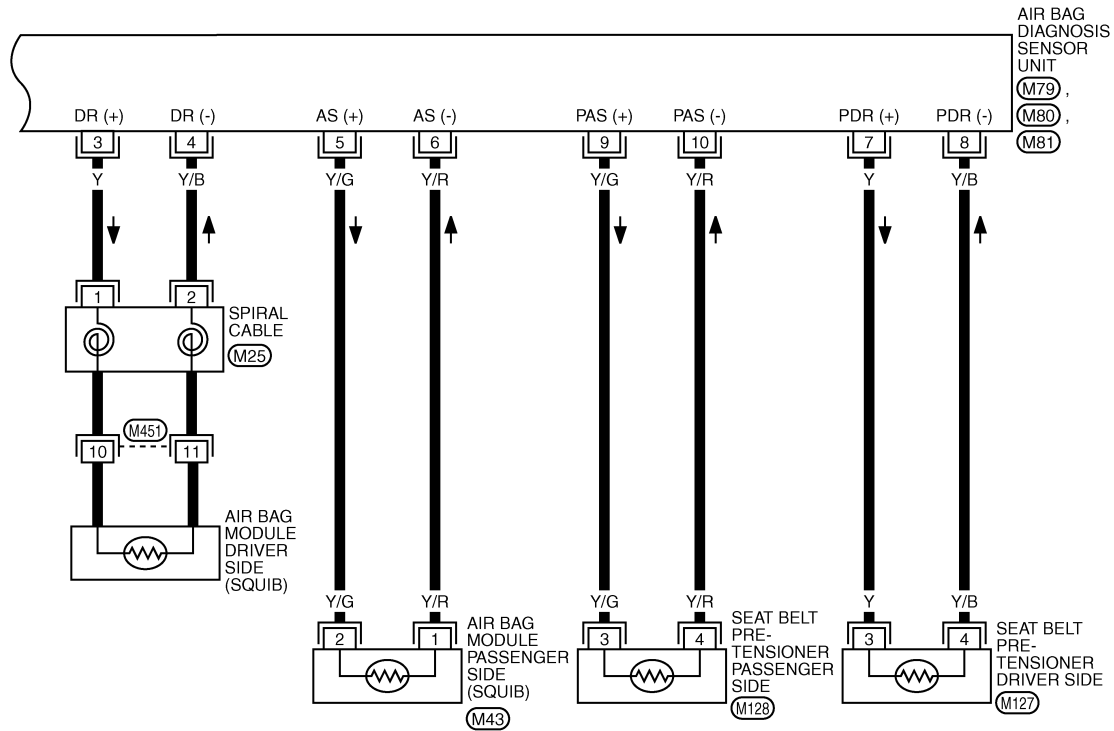 AIR BAG
DIAGNOSIS
SENSOR
UNIT
M79 ,
M80 ,
M81
DR (+) DR (-) AS (+) AS (-) PAS (+) PAS (-) PDR (+) PDR (-)
3 4 5 6 9 10 7 8
Y Y/B Y/G Y/R Y/G Y/R Y Y/B
1 2
SPIRAL
CABLE
M25
M451
10 11
AIR BAG
MODULE
DRIVER
SIDE
(SQUIB)
Y/G Y/R Y/G Y/R Y Y/B
2 1 3 4 3 4
AIR BAG
MODULE
PASSENGER
SIDE
(SQUIB)
M43
SEAT BELT
PRE-
TENSIONER
PASSENGER
SIDE
M128
SEAT BELT
PRE-
TENSIONER
DRIVER SIDE
M127